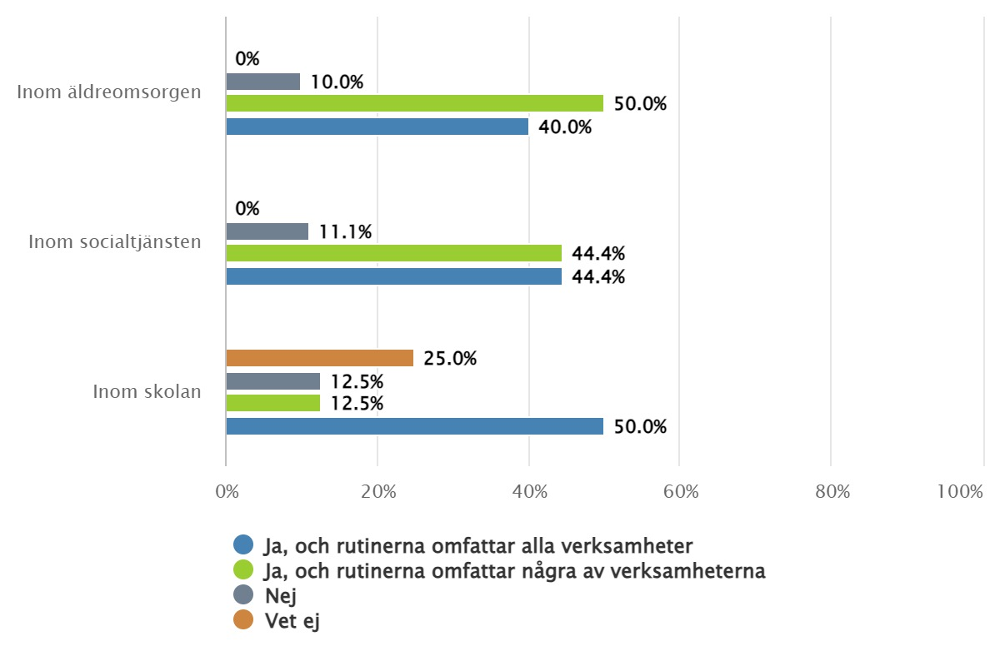 0%
10.0%
Inom äldreomsorgen
50.0%
40.0%
0%
11.1%
Inom socialtjänsten
44.4%
44.4%
25.0%
12.5%
Inom skolan
12.5%
50.0%
0% 20% 40% 60% 80% 100%
Ja, och rutinerna omfattar alla verksamheter
Ja, och rutinerna omfattar några av verksamheterna
Nej
Vet ej